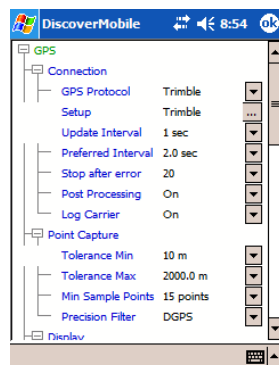 DiscoverMobile 8:54 ok
GPS
Connection
GPS Protocol Trimble
Setup Trimble ...
Update Interval 1 sec
Preferred Interval 2.0 sec
Stop after error 20
Post Processing On
Log Carrier On
Point Capture
Tolerance Min 10 m
Tolerance Max 2000.0 m
Min Sample Points 15 points
Precision Filter DGPS
Display